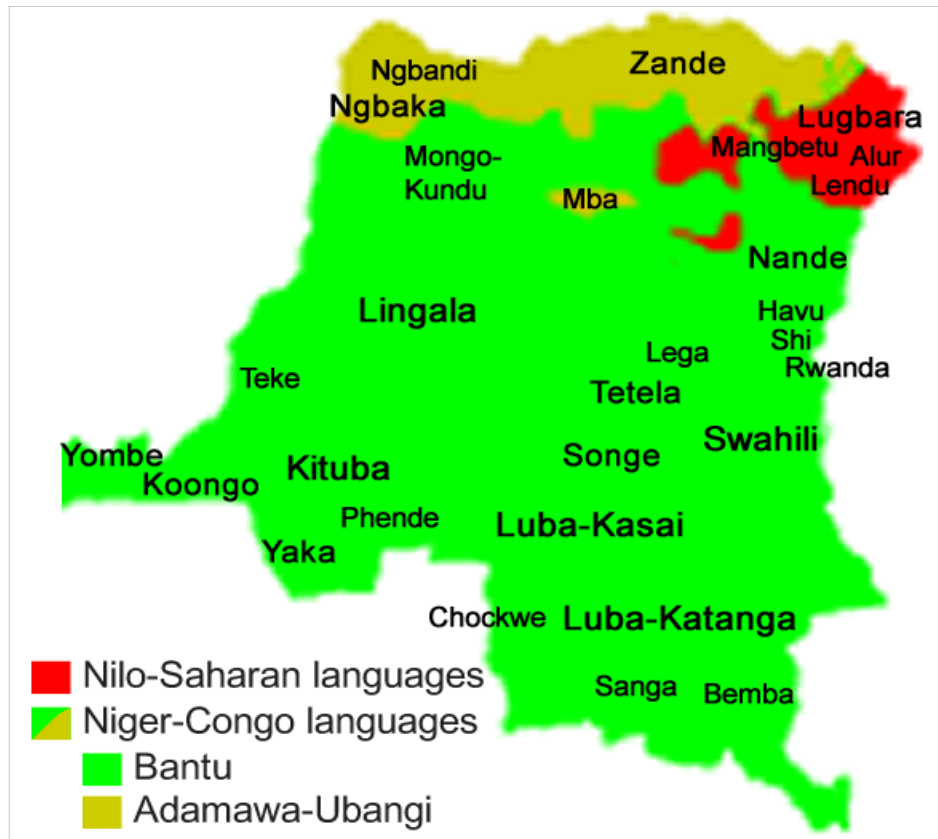 Zande
Ngbandi
Ngbaka
Lugbara
Mangbetu
Alur
Mongo-
Kundu
Lendu
Mba
Nande
Lingala
Havu
Shi
Lega
Rwanda
Teke
Tetela
Swahili
Yombe
Songe
Kituba
Koongo
Phende
Luba-Kasai
Yaka
Chockwe
Luba-Katanga
Sanga
Bemba
Nilo-Saharan languages
Niger-Congo languages
Bantu
Adamawa-Ubangi